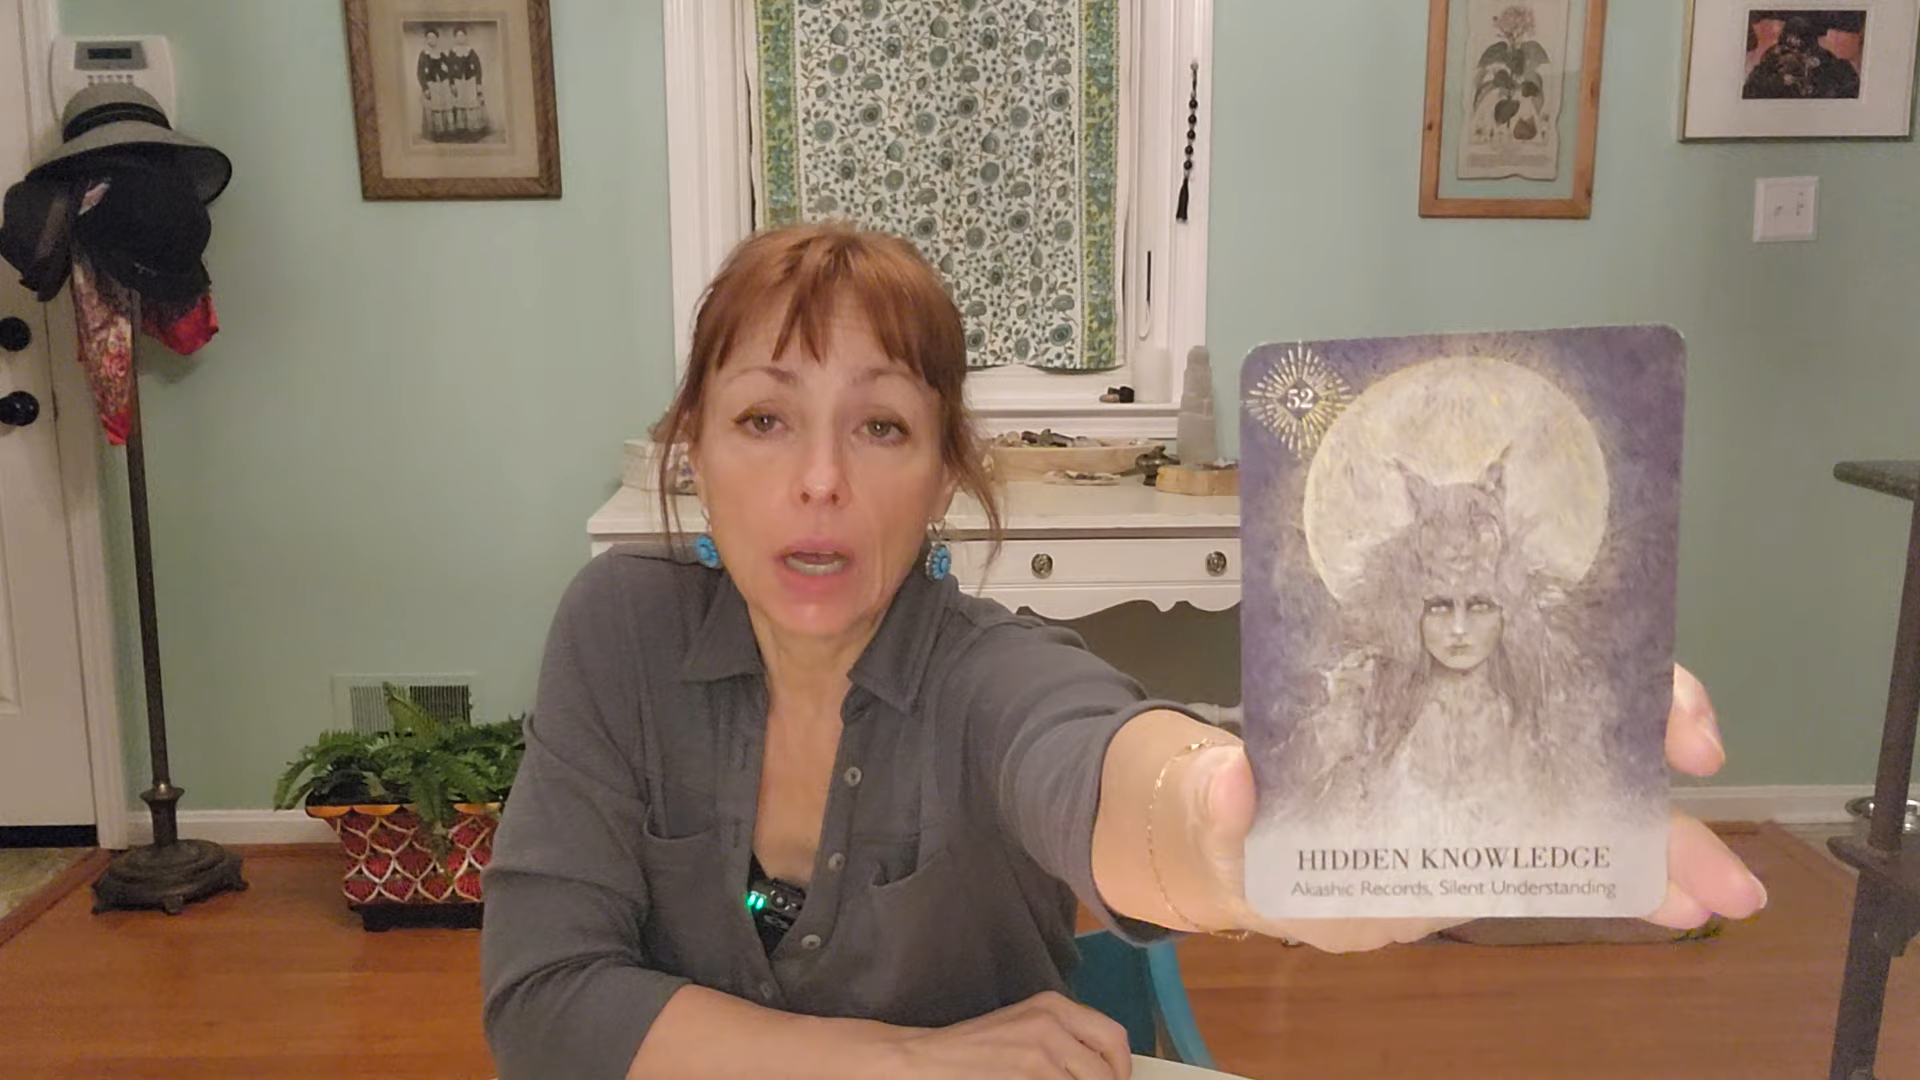 52
HIDDEN KNOWLEDGE
Akashic Records, Silent Understanding